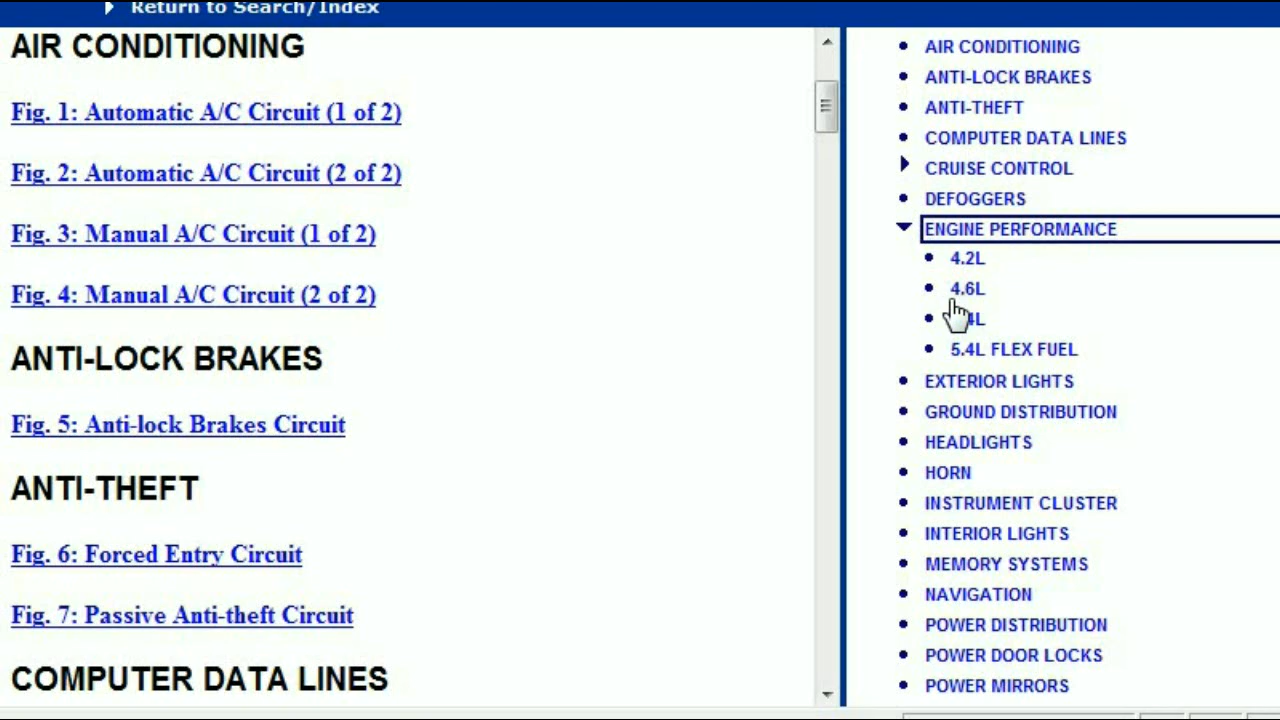 Return to Search/Index
AIR CONDITIONING
Fig. 1: Automatic A/C Circuit (1 of 2)
Fig. 2: Automatic A/C Circuit (2 of 2)
Fig. 3: Manual A/C Circuit (1 of 2)
Fig. 4: Manual A/C Circuit (2 of 2)
ANTI-LOCK BRAKES
Fig. 5: Anti-lock Brakes Circuit
ANTI-THEFT
Fig. 6: Forced Entry Circuit
Fig. 7: Passive Anti-theft Circuit
COMPUTER DATA LINES
AIR CONDITIONING
ANTI-LOCK BRAKES
ANTI-THEFT
COMPUTER DATA LINES
CRUISE CONTROL
DEFOGGERS
ENGINE PERFORMANCE
4.2L
4.6L
4L
5.4L FLEX FUEL
EXTERIOR LIGHTS
GROUND DISTRIBUTION
HEADLIGHTS
HORN
INSTRUMENT CLUSTER
INTERIOR LIGHTS
MEMORY SYSTEMS
NAVIGATION
POWER DISTRIBUTION
POWER DOOR LOCKS
POWER MIRRORS